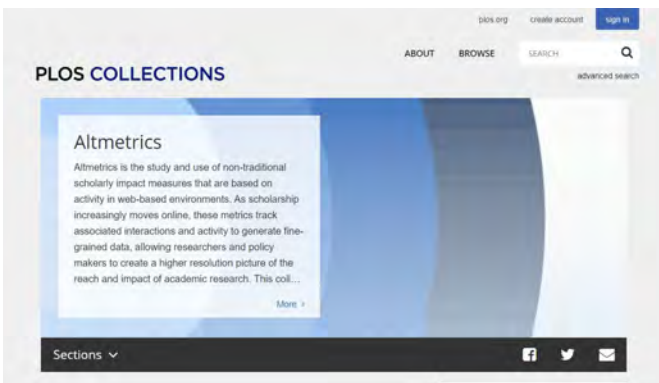 plos.org create account sign in
ABOUT BROWSE SEARCH
PLOS COLLECTIONS
advanced search
Altmetrics
Altmetrics is the study and use of non-traditional
scholarly impact measures that are based on
activity in web-based environments. As scholarship
increasingly moves online, these metrics track
associated interactions and activity to generate fine-
grained data, allowing researchers and policy
makers to create a higher resolution picture of the
reach and impact of academic research. This coll...
More >
Sections